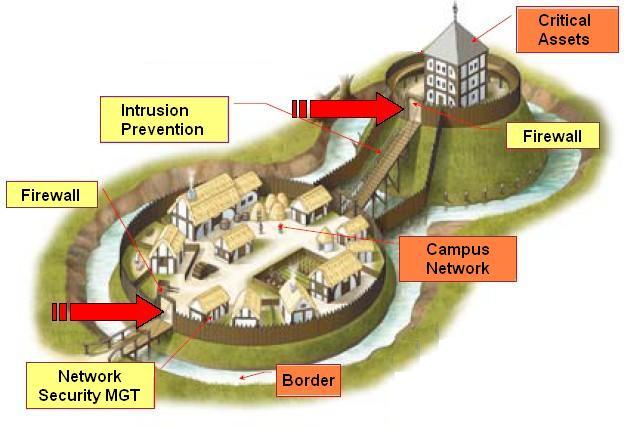 Critical
Assets
Intrusion
Prevention
Firewall
Firewall
Campus
Network
Network
Security MGT
Border